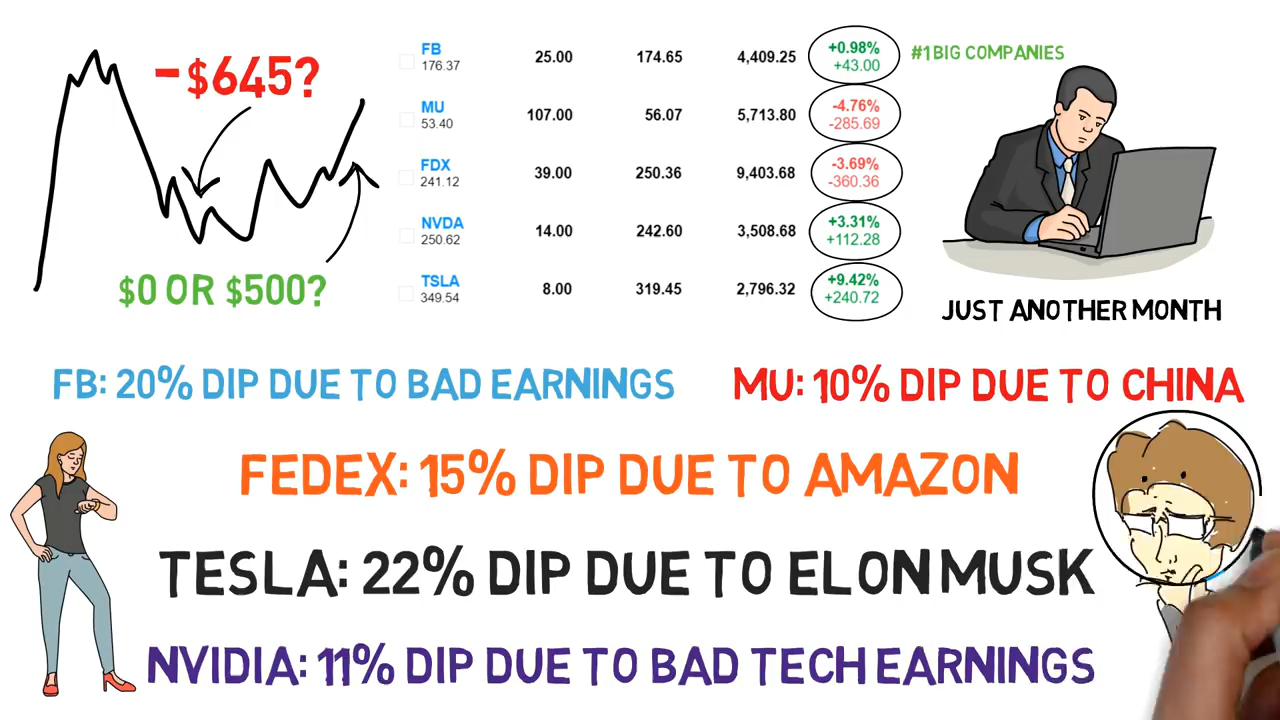 -$645?
$0 OR $500?
FB 25.00 174.65 4,409.25 +0.98%
176.37 +43.00
MU 107.00 56.07 5,713.80 -4.76%
53.40 -285.69
FDX 39.00 250.36 9,403.68 -3.69%
241.12 -360.36
NVDA 14.00 242.60 3,508.68 +3.31%
250.62 +112.28
TSLA 8.00 319.45 2,796.32 +9.42%
349.54 +240.72
#1 BIG COMPANIES
JUST ANOTHER MONTH
FB: 20% DIP DUE TO BAD EARNINGS
MU: 10% DIP DUE TO CHINA
FEDEX: 15% DIP DUE TO AMAZON
TESLA: 22% DIP DUE TO ELON MUSK
NVIDIA: 11% DIP DUE TO BAD TECH EARNINGS